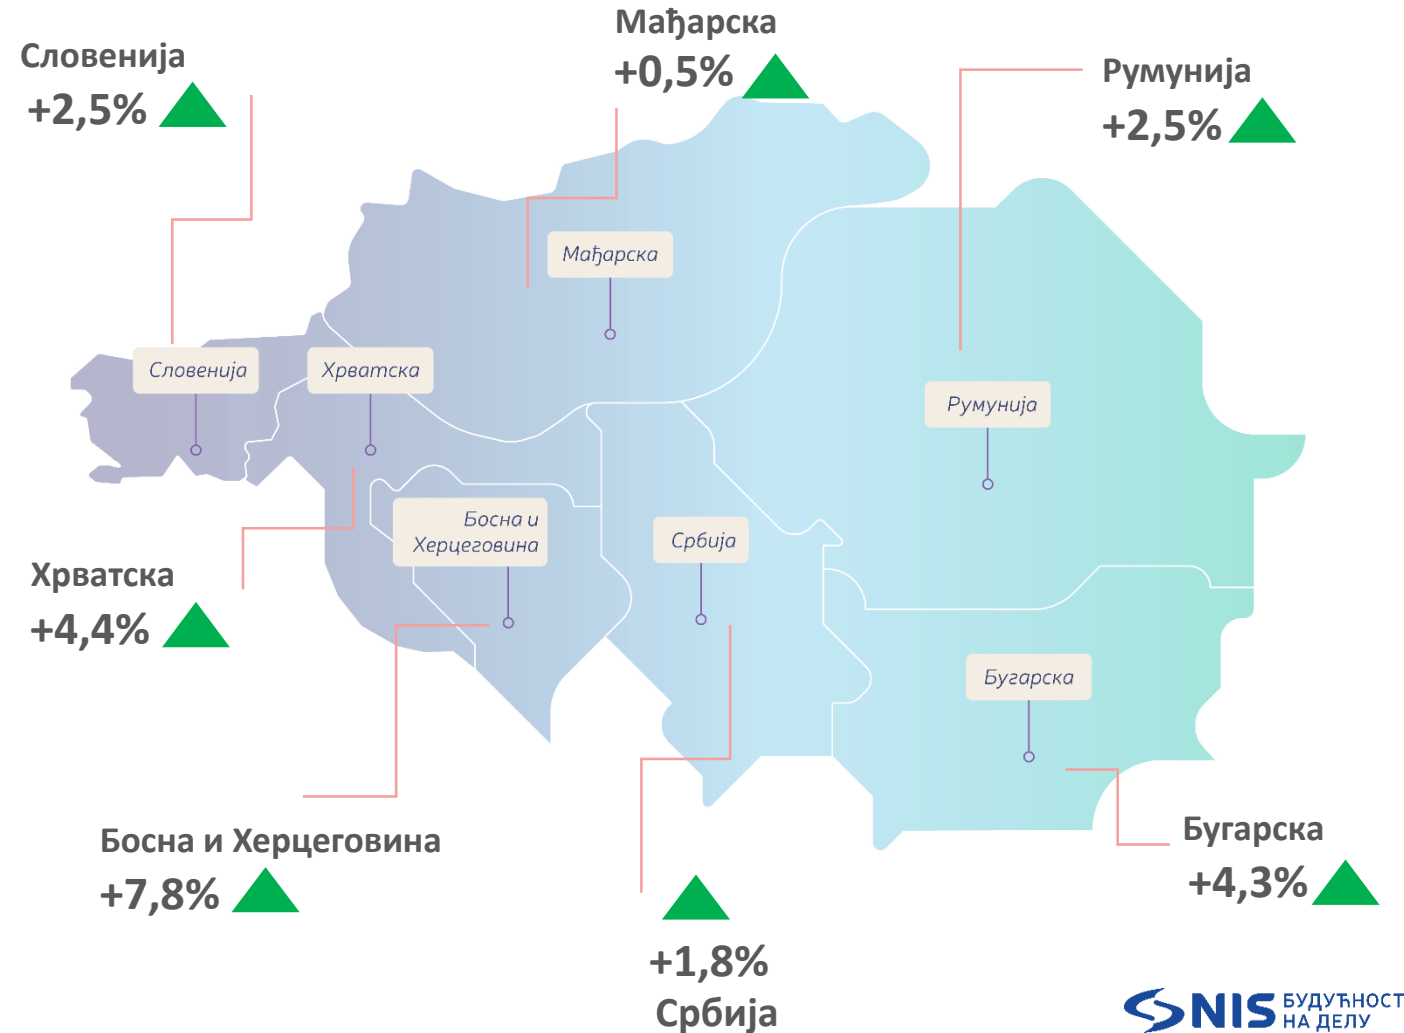 Мађарска
+0,5%
Словенија
+2,5%
Румунија
+2,5%
Мађарска
Словенија
Хрватска
Румунија
Босна и
Херцеговина
Србија
Хрватска
+4,4%
Бугарска
Босна и Херцеговина
+7,8%
Бугарска
+4,3%
+1,8%
Србија
NIS БУДУЋНОСТ
НА ДЕЛУ